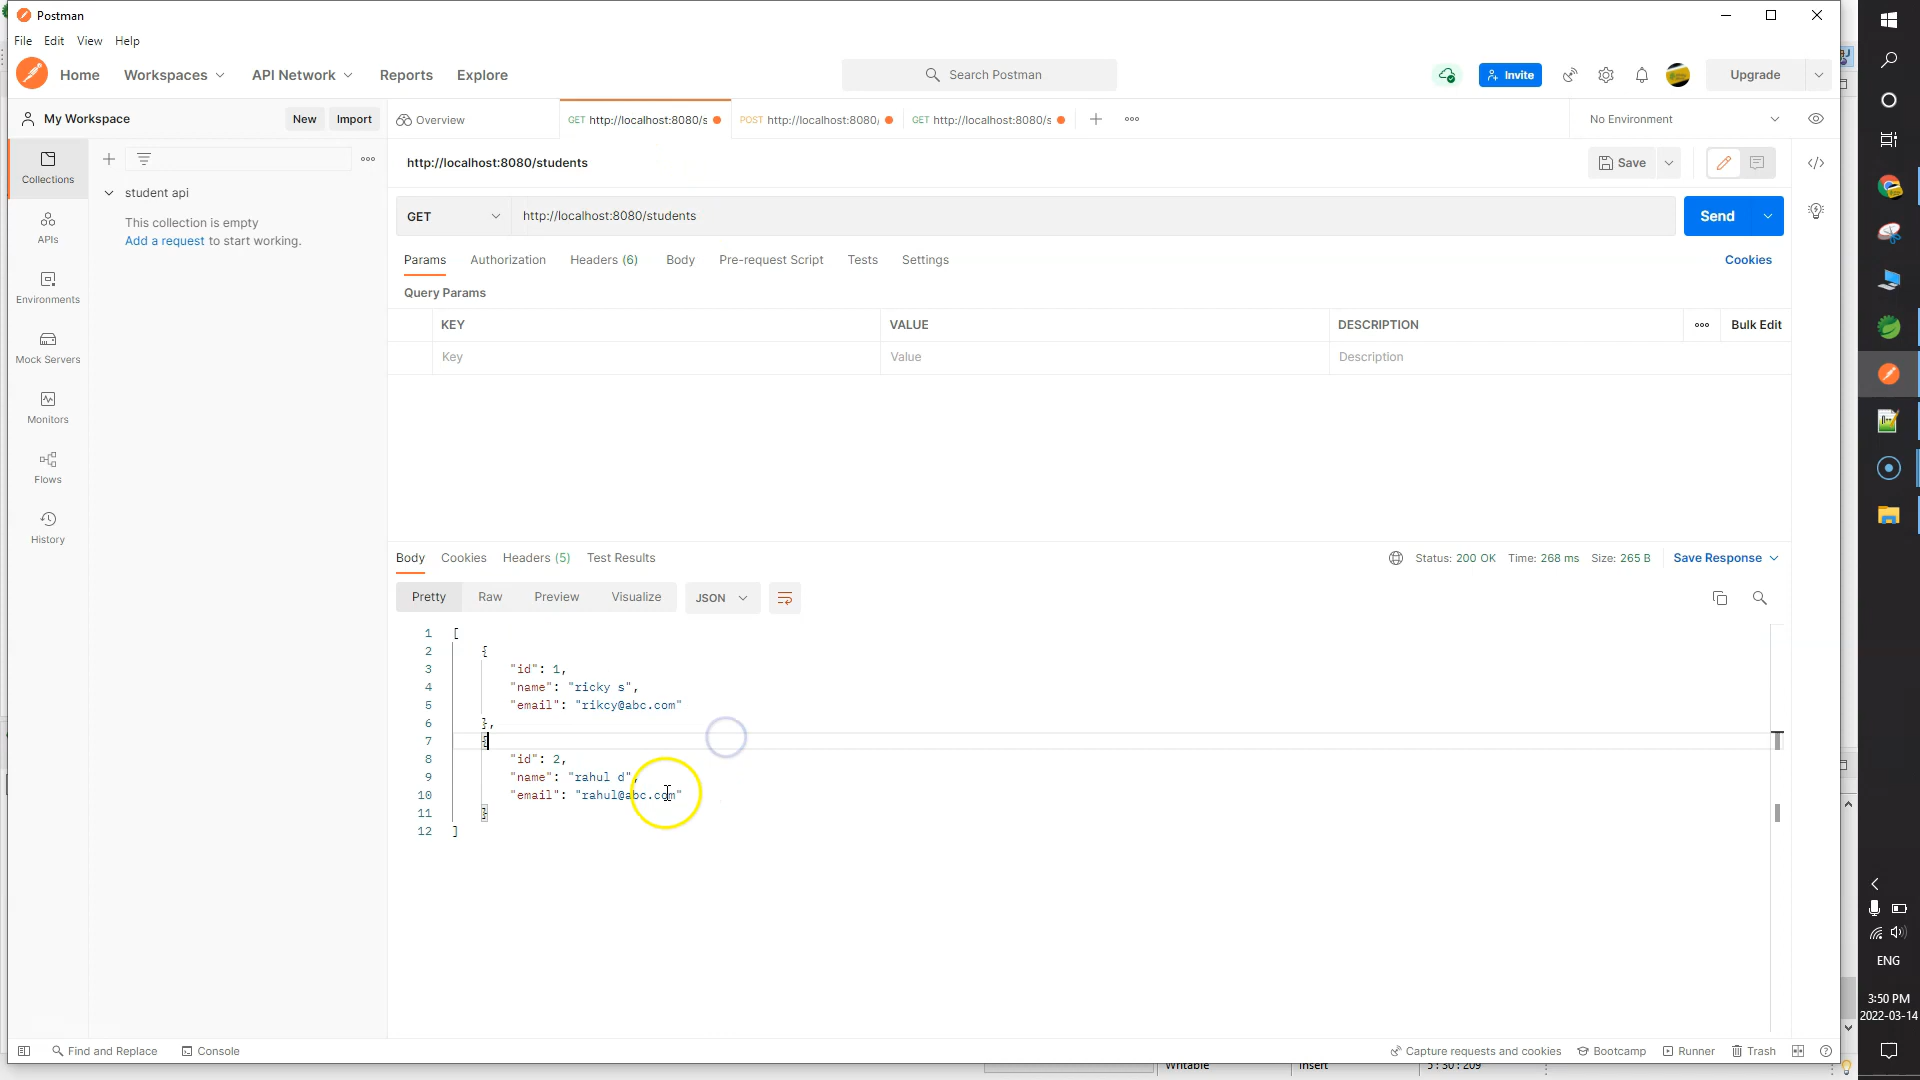 Postman
File Edit View Help
Home Workspaces API Network Reports Explore Search Postman Invite Upgrade
My Workspace New Import Overview GET http://localhost:8080/s POST http://localhost:8080/ GET http://localhost:8080/s No Environment
http://localhost:8080/students Save
Collections
student api
This collection is empty
Add a request to start working.
APIs
Environments
Mock Servers
Monitors
Flows
History
GET http://localhost:8080/students Send
Params Authorization Headers (6) Body Pre-request Script Tests Settings Cookies
Query Params
KEY VALUE DESCRIPTION Bulk Edit
Key Value Description
Body Cookies Headers (5) Test Results Status: 200 OK Time: 268 ms Size: 265 B Save Response
Pretty Raw Preview Visualize JSON
1 [
2 {
3 "id": 1,
4 "name": "ricky s",
5 "email": "rikcy@abc.com"
6 },
7 {
8 "id": 2,
9 "name": "rahul d",
10 "email": "rahul@abc.com"
11 }
12 ]
Find and Replace Console Capture requests and cookies Bootcamp Runner Trash
Writable Insert 5:30:209
ENG
3:50 PM
2022-03-14